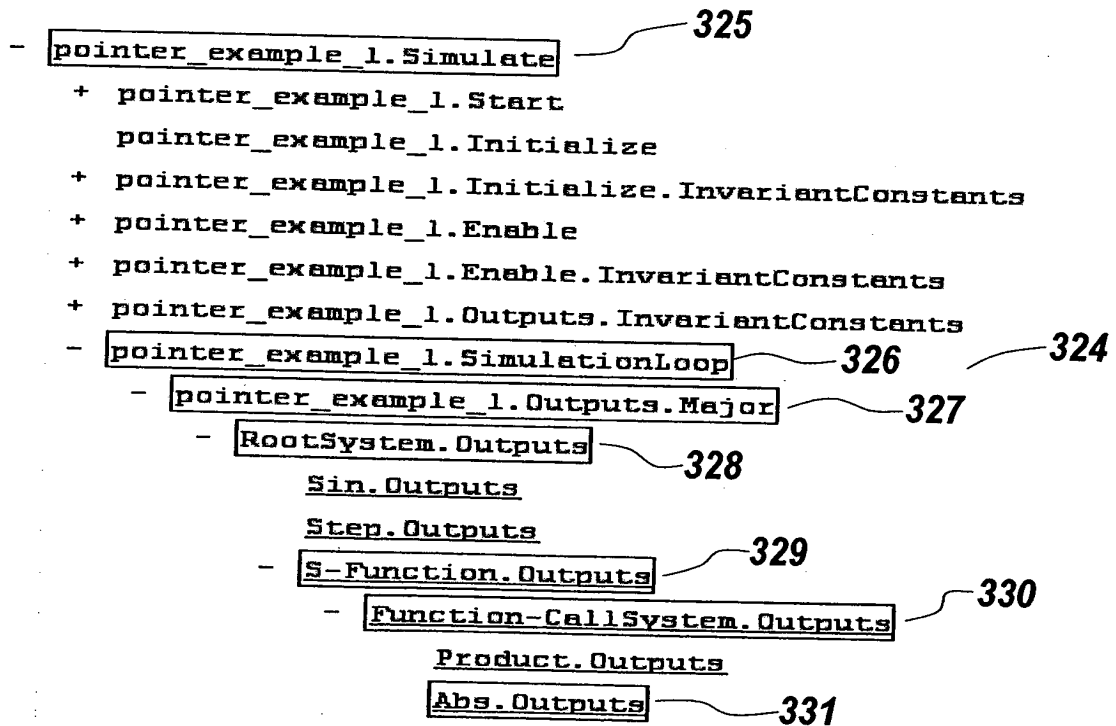 325
- pointer_example_1.Simulate
+ pointer_example_1.Start
pointer_example_1.Initialize
+ pointer_example_1.Initialize.InvariantConstants
+ pointer_example_1.Enable
+ pointer_example_1.Enable.InvariantConstants
+ pointer_example_1.Outputs.InvariantConstants
- pointer_example_1.SimulationLoop 326 324
- pointer_example_1.Outputs.Major 327
- RootSystem.Outputs 328
Sin.Outputs
Step.Outputs
- S-Function.Outputs 329
- Function-CallSystem.Outputs 330
Product.Outputs
Abs.Outputs 331